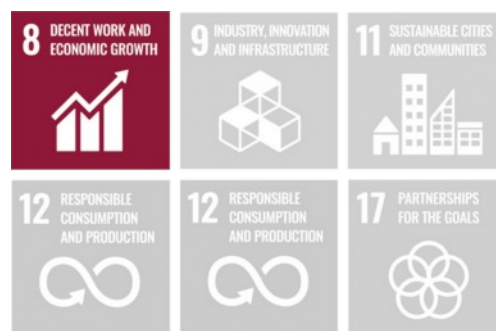 8 DECENT WORK AND
ECONOMIC GROWTH
9 INDUSTRY, INNOVATION
AND INFRASTRUCTURE
11 SUSTAINABLE CITIES
AND COMMUNITIES
12 RESPONSIBLE
CONSUMPTION
AND PRODUCTION
12 RESPONSIBLE
CONSUMPTION
AND PRODUCTION
17 PARTNERSHIPS
FOR THE GOALS